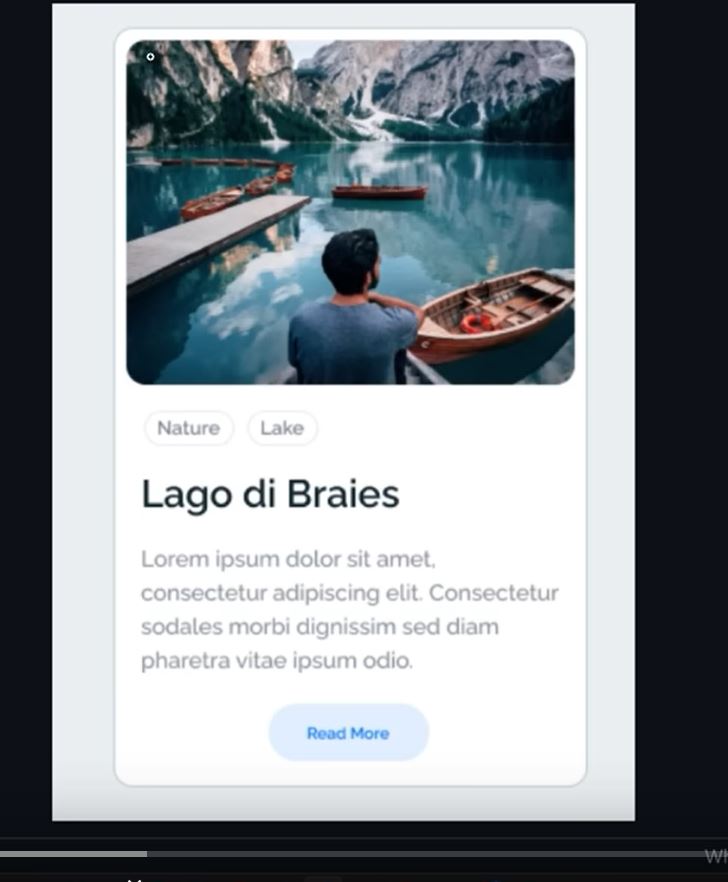 Nature
Lake
Lago di Braies
Lorem ipsum dolor sit amet,
consectetur adipiscing elit. Consectetur
sodales morbi dignissim sed diam
pharetra vitae ipsum odio.
Read More